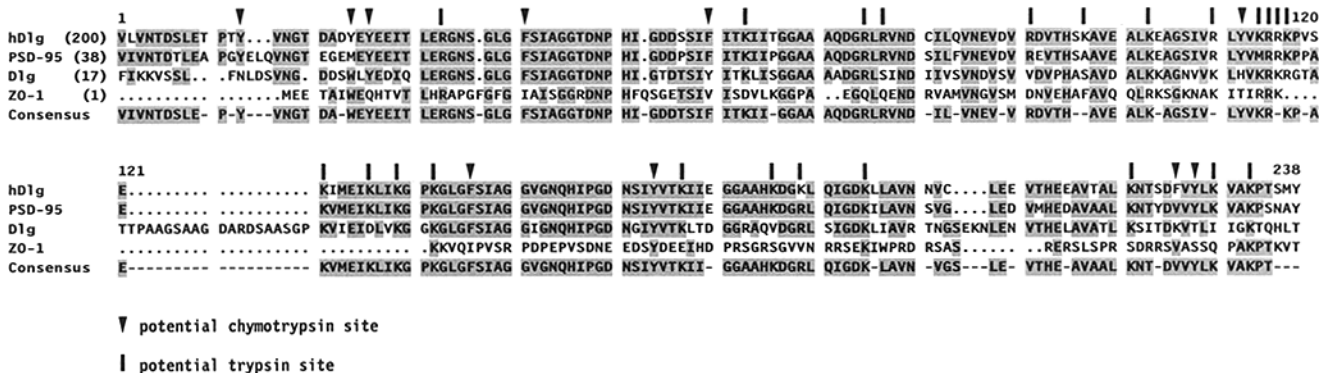 1 120
hDlg (200) VLVNTDSLET PTY...VNGT DADYEYEEIT LERGNS.GLG FSIAGGTDNP HI.GDDSSIF ITKIITGGAA AQDGRLRVND CILQVNEVDV RDVTHSKAVE ALKEAGSIVR LYVKRRKPVS
PSD-95 (38) VIVNTDTLEA PGYELQVNGT EGEMEYEEIT LERGNS.GLG FSIAGGTDNP HI.GDDPSIF ITKIIPGGAA AQDGRLRVND SILFVNEVDV REVTHSAAVE ALKEAGSIVR LYVMRRKPPA
Dlg (17) FIKKVSSL.. .FNLDSVNG. DDSWLYEDIQ LERGNS.GLG FSIAGGTDNP HI.GTDTSIY ITKLISGGAA AADGRLSIND IIVSVNDVSV VDVPHASAVD ALKKAGNVVK LHVKRKRGTA
ZO-1 (1) .......... .......MEE TAIWEQHTVT LHRAPGFGFG IAISGGRDNP HFQSGETSIV ISDVLKGGPA .EGQLQENDR VAMVNGVSM DNVEHAFAVQ QLRKSGKNAK ITIRRK....
Consensus VIVNTDSLE- P-Y---VNGT DA-WEYEEIT LERGNS-GLG FSIAGGTDNP HI-GDDTSIF ITKII-GGAA AQDGRLRVND -IL-VNEV-V R-VTH--AVE ALK-AGSIV- LYVKRRKP-A
121 238
hDlg E......... .......... KIMEIKLIKG PKGLGFSIAG GVGNQHIPGD NSIYVTKIIE GGAAHKDGKL QIGDKLLAVN NVC....LEE VTHEEAVTAL KNTSDFVYLK VAKPTSMY
PSD-95 E......... .......... KVMEIKLIKG PKGLGFSIAG GVGNQHIPGD NSIYVTKIIE GGAAHKDGRL QIGDKILAVN SVG....LED VMHEDAVAAL KNTYDVVYLK VAKPSNAY
Dlg TTPAAGSAAG DARDSAASGP KVIEIDLVKG GKGLGFSIAG GIGNQHIPGD NGIYVTKLTD GGRAQVDGRL SIGDKLIAVR TNGSEKNLEN VTHELAVATL KSITDKVTLI IGKTQHLT
ZO-1 KKVQIPVSR PDPEPVSDNE EDSYDEEIHD PRSGRSGVVN RRSEKIWPRD RSAS......RERSLSPRS DRRSVASSQ PAKPTKVT
Consensus E--------- ---------- KVMEIKLIKG PKGLGFSIAG GVGNQHIPGD NSIYVTKII- GGAAHKDGRL QIGDK-LAVN -VGS--LE- VTHE-AVAAL KNT-DVVYLK VAKPT---
potential chymotrypsin site
potential trypsin site